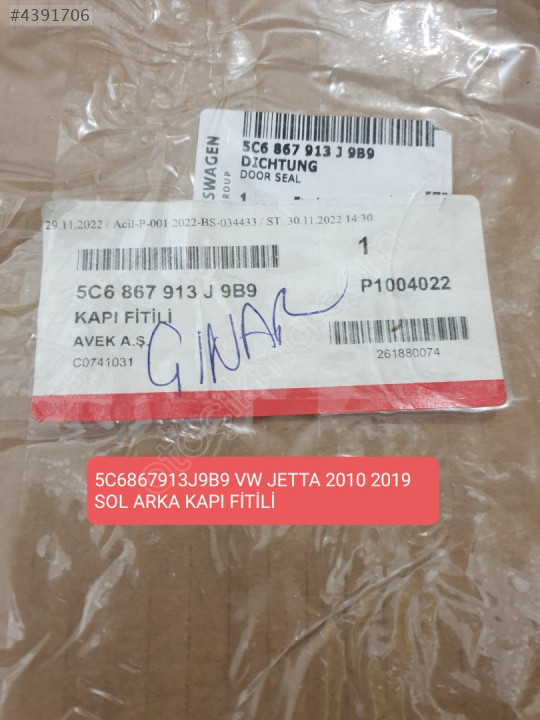 #4391706
SWAGEN
ROUP
5C6 867 913 J 9B9
DICHTUNG
DOOR SEAL
1
29.11.2022 / Acil-P-001 2022-BS-034433 / ST: 30.11.2022 14:30
1
5C6 867 913 J 9B9
P1004022
KAPI FİTİLİ
AVEK A.Ş.
C0741031
261880074
GINAR
5C6867913J9B9 VW JETTA 2010 2019
SOL ARKA KAPI FİTİLİ